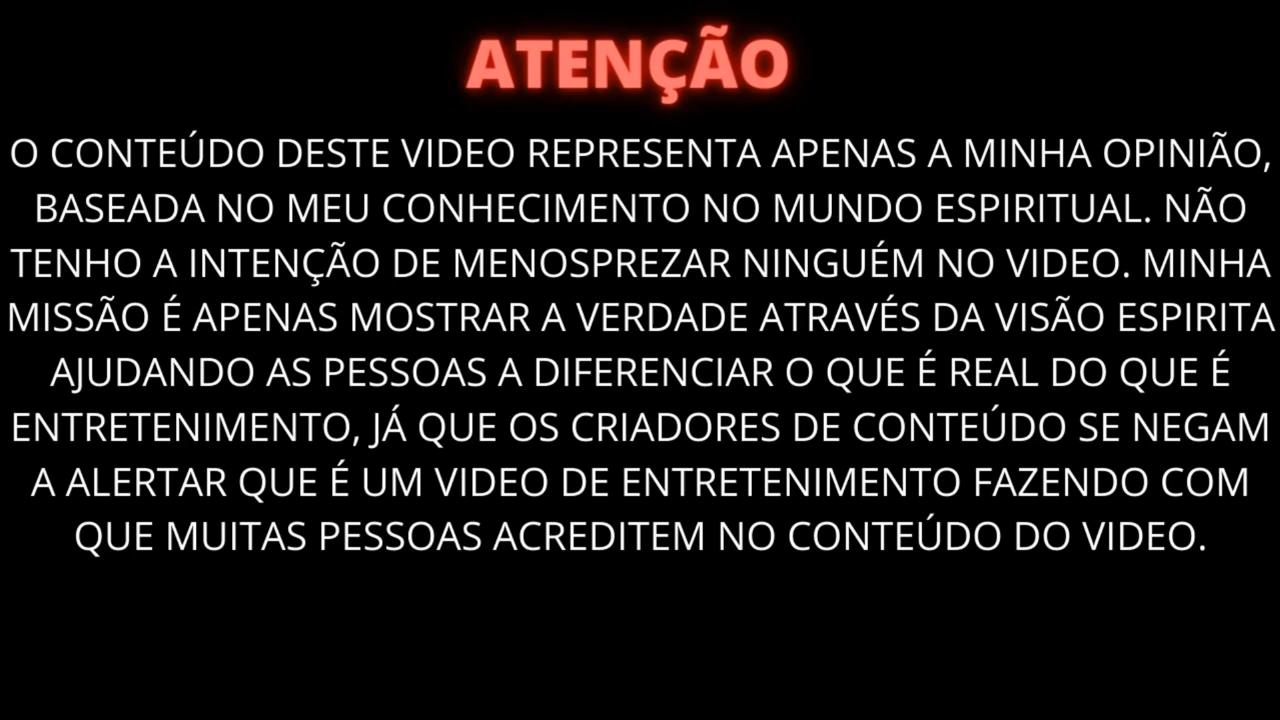 ATENÇÃO
O CONTEÚDO DESTE VIDEO REPRESENTA APENAS A MINHA OPINIÃO,
BASEADA NO MEU CONHECIMENTO NO MUNDO ESPIRITUAL. NÃO
TENHO A INTENÇÃO DE MENOSPREZAR NINGUÉM NO VIDEO. MINHA
MISSÃO É APENAS MOSTRAR A VERDADE ATRAVÉS DA VISÃO ESPIRITA
AJUDANDO AS PESSOAS A DIFERENCIAR O QUE É REAL DO QUE É
ENTRETENIMENTO, JÁ QUE OS CRIADORES DE CONTEÚDO SE NEGAM
A ALERTAR QUE É UM VIDEO DE ENTRETENIMENTO FAZENDO COM
QUE MUITAS PESSOAS ACREDITEM NO CONTEÚDO DO VIDEO.